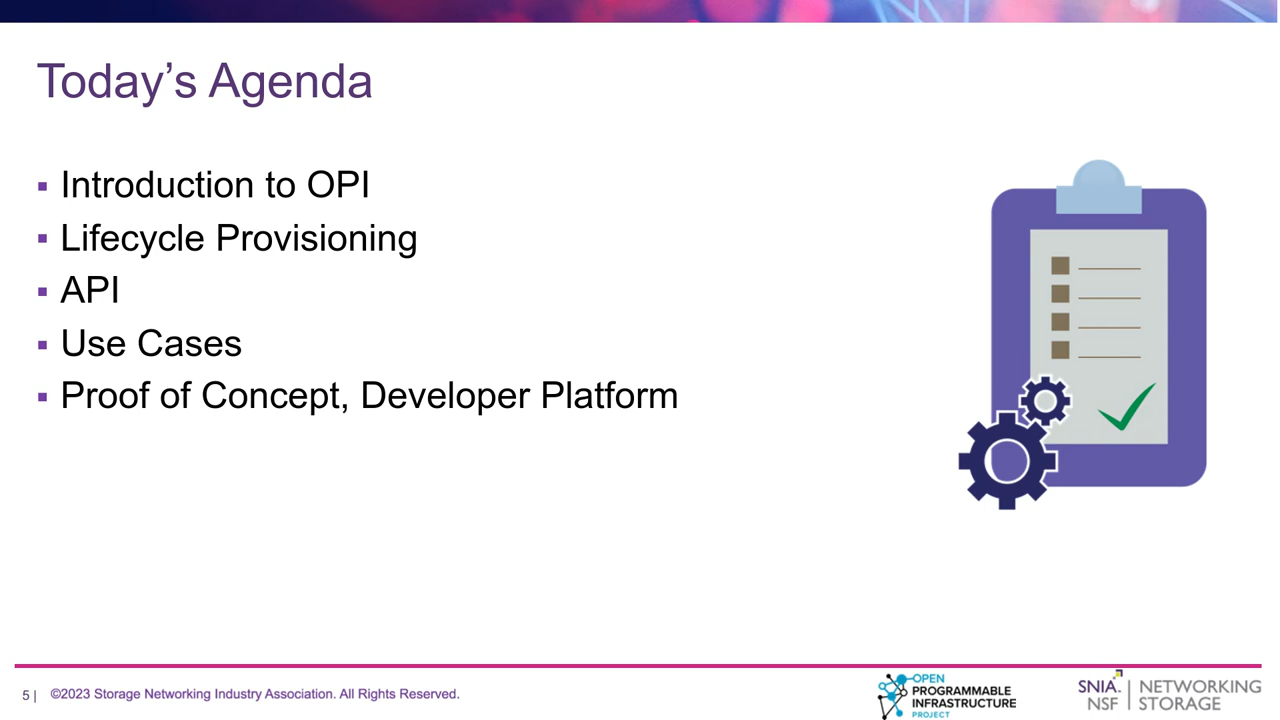 Today’s Agenda
▪ Introduction to OPI
▪ Lifecycle Provisioning
▪ API
▪ Use Cases
▪ Proof of Concept, Developer Platform
5 | ©2023 Storage Networking Industry Association. All Rights Reserved.
OPEN
PROGRAMMABLE
INFRASTRUCTURE
PROJECT
SNIA. | NETWORKING
NSF | STORAGE